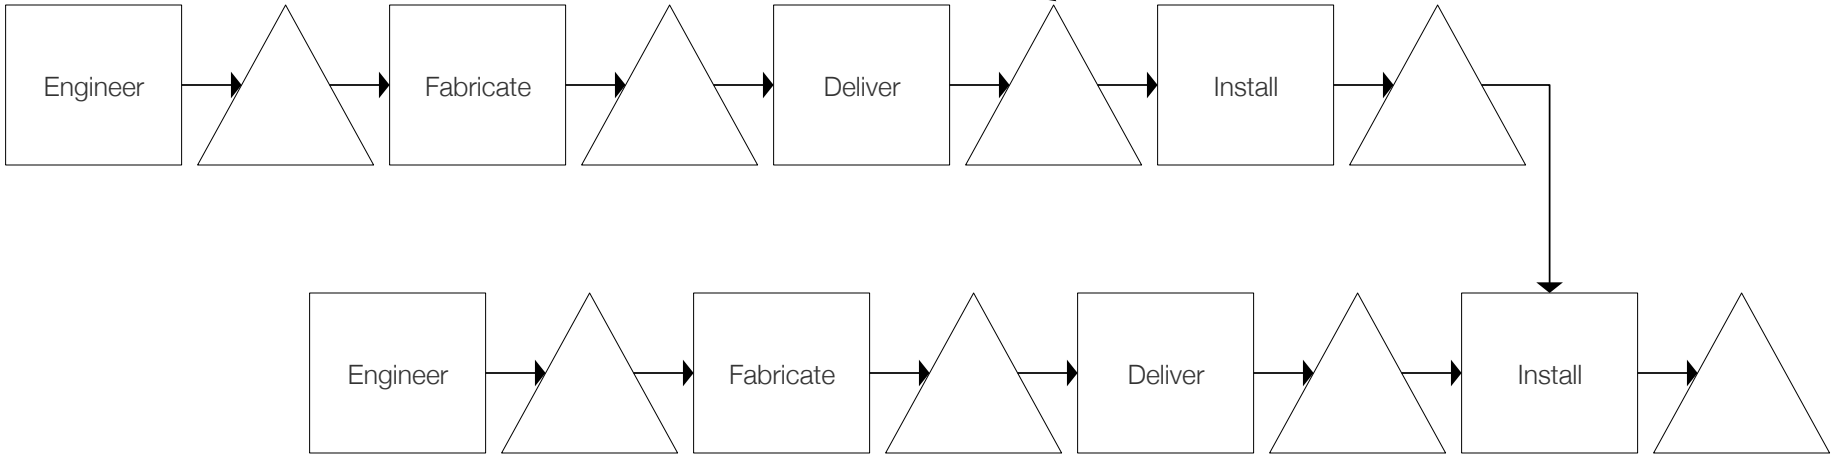 Engineer
Fabricate
Deliver
Install
Engineer
Fabricate
Deliver
Install